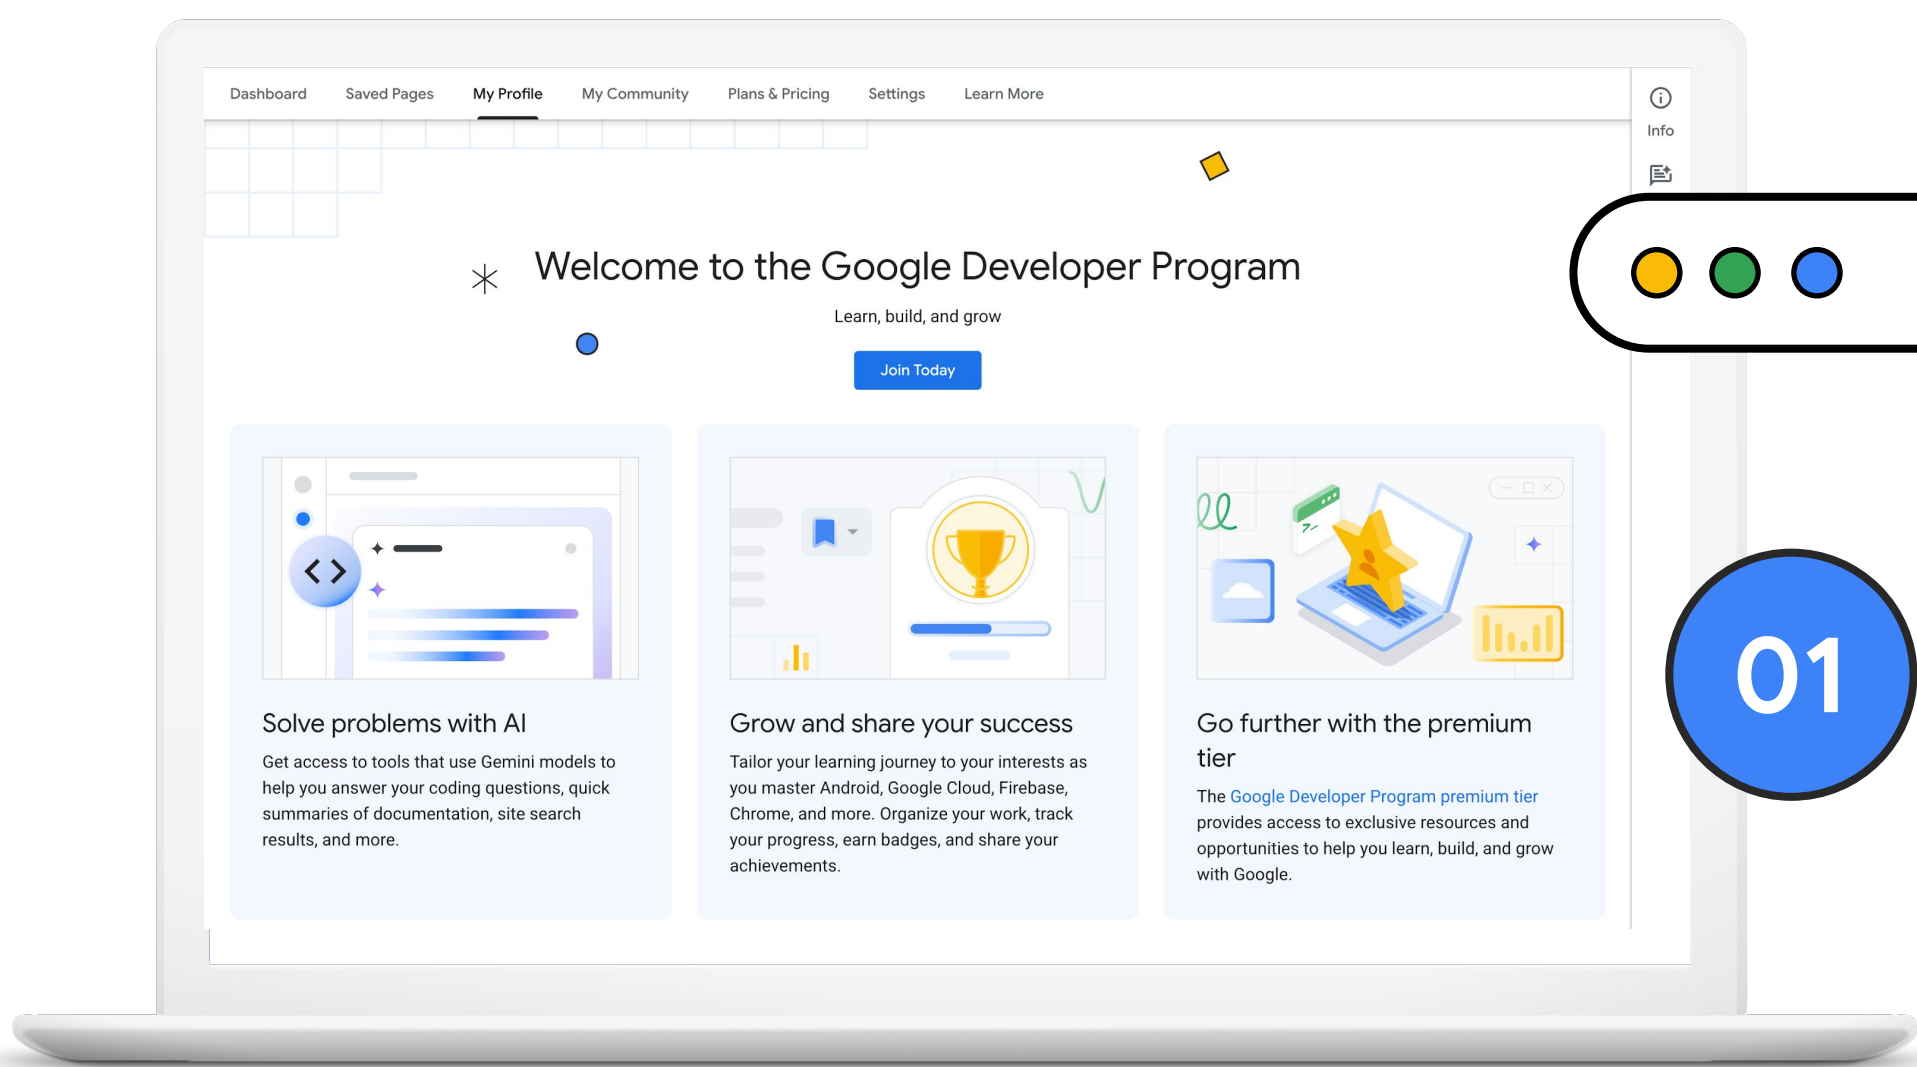 Dashboard Saved Pages My Profile My Community Plans & Pricing Settings Learn More
Info
Welcome to the Google Developer Program
Learn, build, and grow
Join Today
Solve problems with AI
Get access to tools that use Gemini models to
help you answer your coding questions, quick
summaries of documentation, site search
results, and more.
Grow and share your success
Tailor your learning journey to your interests as
you master Android, Google Cloud, Firebase,
Chrome, and more. Organize your work, track
your progress, earn badges, and share your
achievements.
Go further with the premium
tier
The Google Developer Program premium tier
provides access to exclusive resources and
opportunities to help you learn, build, and grow
with Google.
01